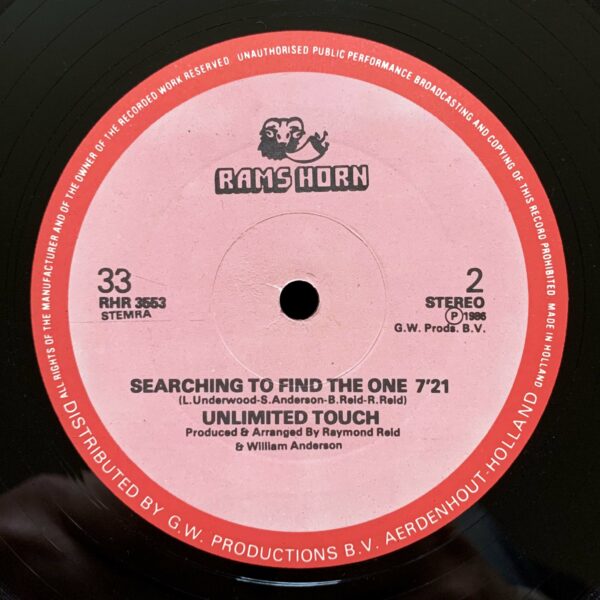 ALL RIGHTS OF THE MANUFACTURER AND OF THE OWNER OF THE RECORDED WORK RESERVED UNAUTHORISED PUBLIC PERFORMANCE BROADCASTING AND COPYING OF THIS RECORD PROHIBITED MADE IN HOLLAND
RAMS HORN
33
RHR 3553
STEMRA
2
STEREO
Ⓟ 1986
G.W. Prods. B.V.
SEARCHING TO FIND THE ONE 7'21
(L.Underwood-S.Anderson-B.Reid-R.Reid)
UNLIMITED TOUCH
Produced & Arranged By Raymond Reid
& William Anderson
DISTRIBUTED BY G.W. PRODUCTIONS B.V. AERDENHOUT-HOLLAND